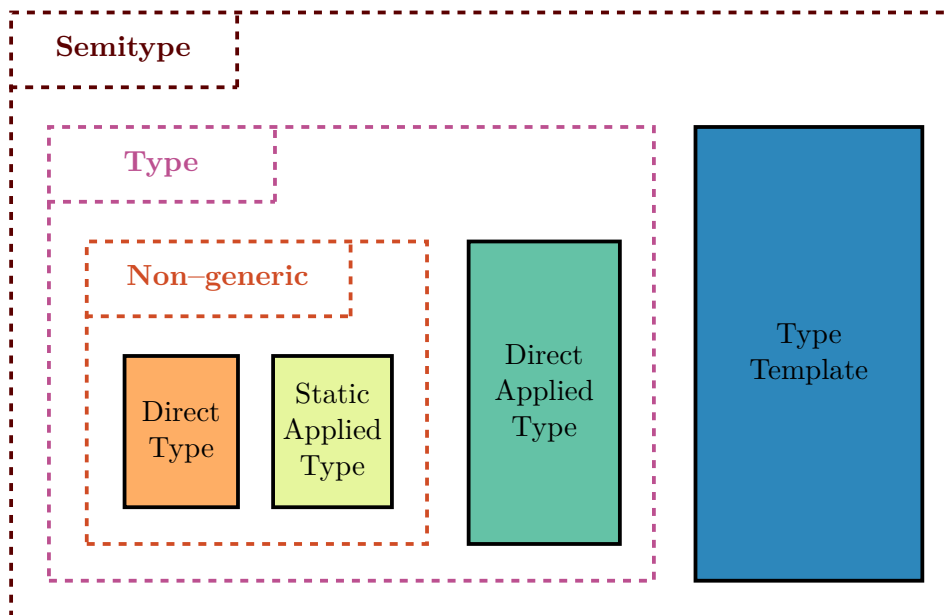 Semitype
Type
Non–generic
Direct
Type
Static
Applied
Type
Direct
Applied
Type
Type
Template